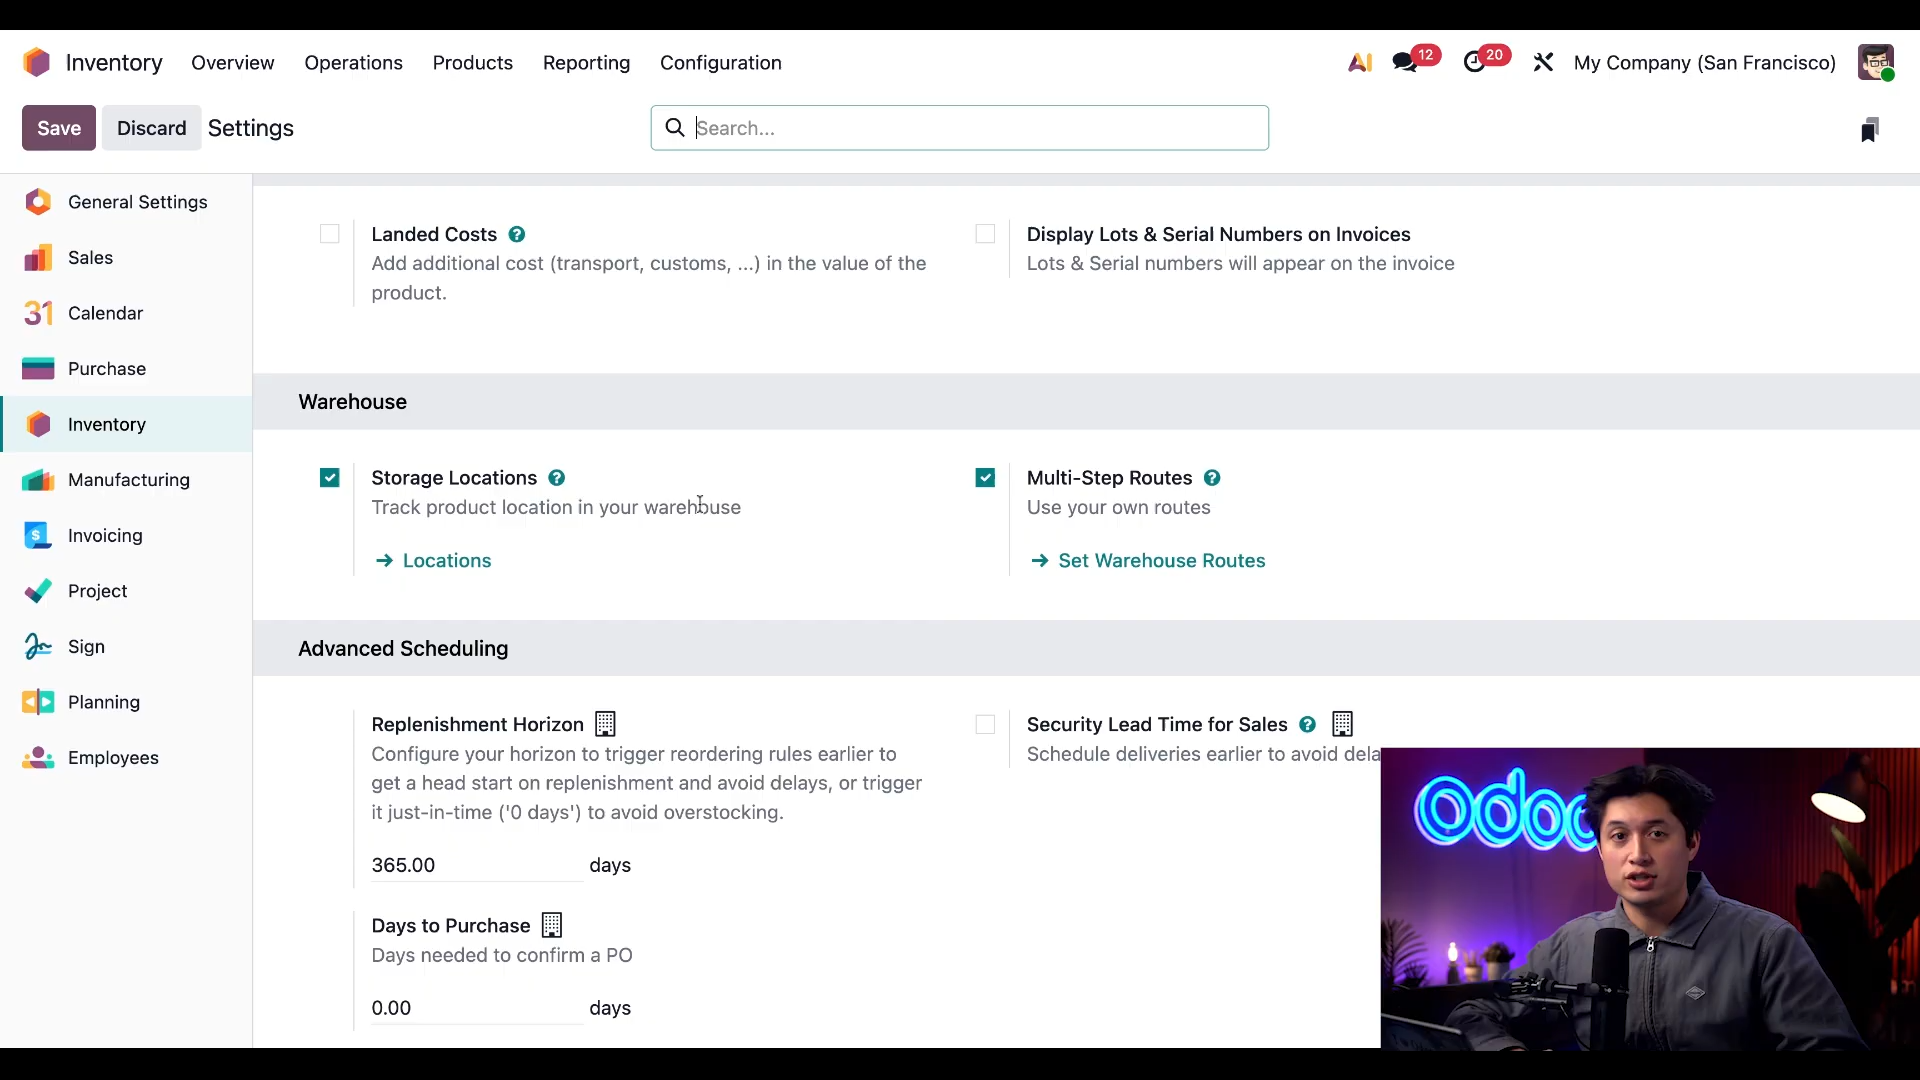 Inventory Overview Operations Products Reporting Configuration
AI 12 20 My Company (San Francisco)
Save Discard Settings
Search...
General Settings
Sales
31 Calendar
Purchase
Inventory
Manufacturing
$ Invoicing
Project
Sign
Planning
Employees
Landed Costs ?
Add additional cost (transport, customs, ...) in the value of the
product.
Display Lots & Serial Numbers on Invoices
Lots & Serial numbers will appear on the invoice
Warehouse
Storage Locations ?
Track product location in your warehouse
→ Locations
Multi-Step Routes ?
Use your own routes
→ Set Warehouse Routes
Advanced Scheduling
Replenishment Horizon
Configure your horizon to trigger reordering rules earlier to
get a head start on replenishment and avoid delays, or trigger
it just-in-time ('0 days') to avoid overstocking.
365.00 days
Days to Purchase
Days needed to confirm a PO
0.00 days
Security Lead Time for Sales ?
Schedule deliveries earlier to avoid dela
odoo